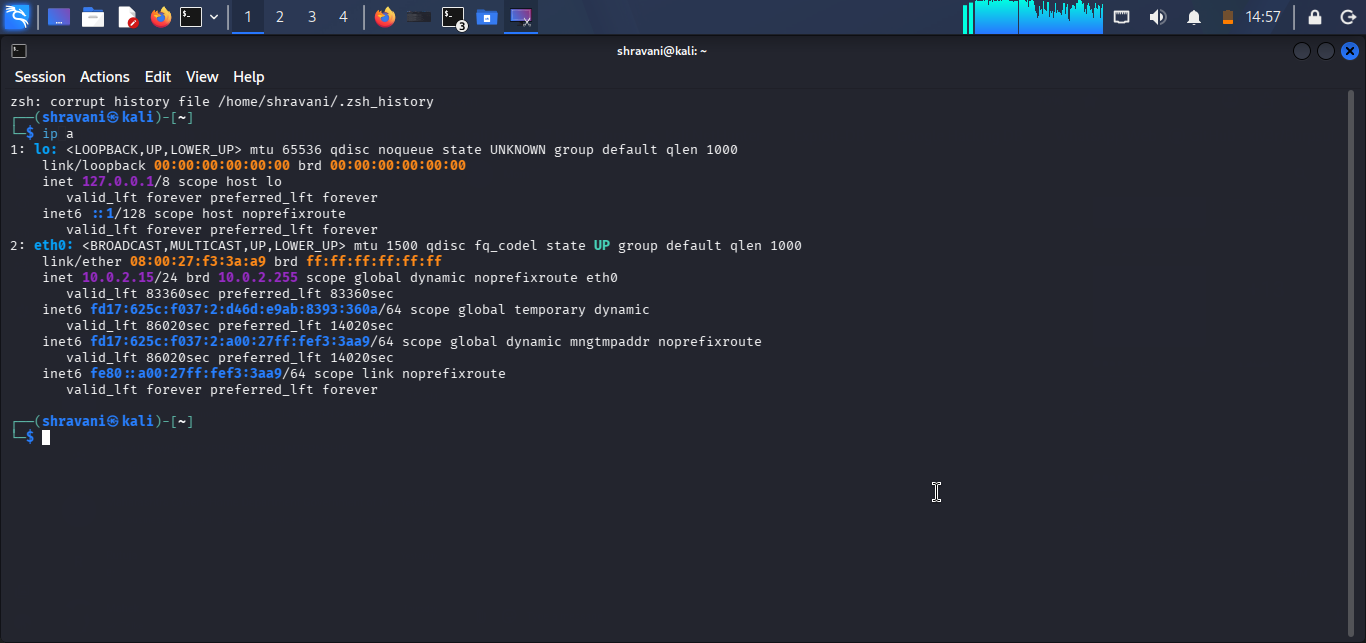 1 2 3 4 3 14:57
shravani@kali: ~
Session Actions Edit View Help
zsh: corrupt history file /home/shravani/.zsh_history
┌──(shravani㉿kali)-[~]
└─$ ip a
1: lo: <LOOPBACK,UP,LOWER_UP> mtu 65536 qdisc noqueue state UNKNOWN group default qlen 1000
link/loopback 00:00:00:00:00:00 brd 00:00:00:00:00:00
inet 127.0.0.1/8 scope host lo
valid_lft forever preferred_lft forever
inet6 ::1/128 scope host noprefixroute
valid_lft forever preferred_lft forever
2: eth0: <BROADCAST,MULTICAST,UP,LOWER_UP> mtu 1500 qdisc fq_codel state UP group default qlen 1000
link/ether 08:00:27:f3:3a:a9 brd ff:ff:ff:ff:ff:ff
inet 10.0.2.15/24 brd 10.0.2.255 scope global dynamic noprefixroute eth0
valid_lft 83360sec preferred_lft 83360sec
inet6 fd17:625c:f037:2:d46d:e9ab:8393:360a/64 scope global temporary dynamic
valid_lft 86020sec preferred_lft 14020sec
inet6 fd17:625c:f037:2:a00:27ff:fef3:3aa9/64 scope global dynamic mngtmpaddr noprefixroute
valid_lft 86020sec preferred_lft 14020sec
inet6 fe80::a00:27ff:fef3:3aa9/64 scope link noprefixroute
valid_lft forever preferred_lft forever
┌──(shravani㉿kali)-[~]
└─$